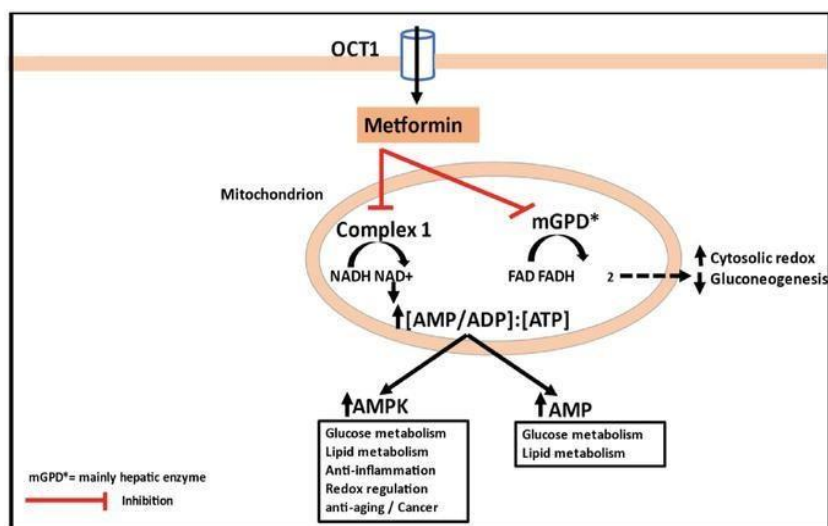 OCT1
Metformin
Mitochondrion
Complex 1
mGPD*
NADH NAD+
FAD FADH 2
Cytosolic redox
Gluconeogenesis
[AMP/ADP]:[ATP]
AMPK
AMP
Glucose metabolism
Lipid metabolism
Anti-inflammation
Redox regulation
anti-aging / Cancer
Glucose metabolism
Lipid metabolism
mGPD*= mainly hepatic enzyme
Inhibition